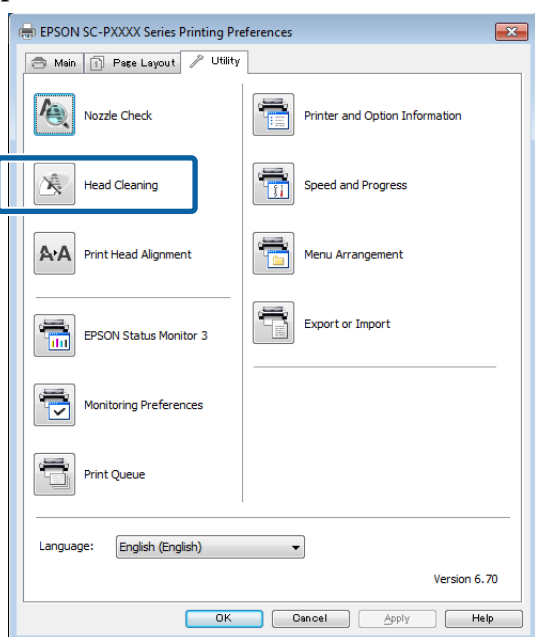 EPSON SC-PXXXX Series Printing Preferences
Main
Page Layout
Utility
Nozzle Check
Head Cleaning
Print Head Alignment
EPSON Status Monitor 3
Monitoring Preferences
Print Queue
Printer and Option Information
Speed and Progress
Menu Arrangement
Export or Import
Language: English (English)
Version 6.70
OK Cancel Apply Help